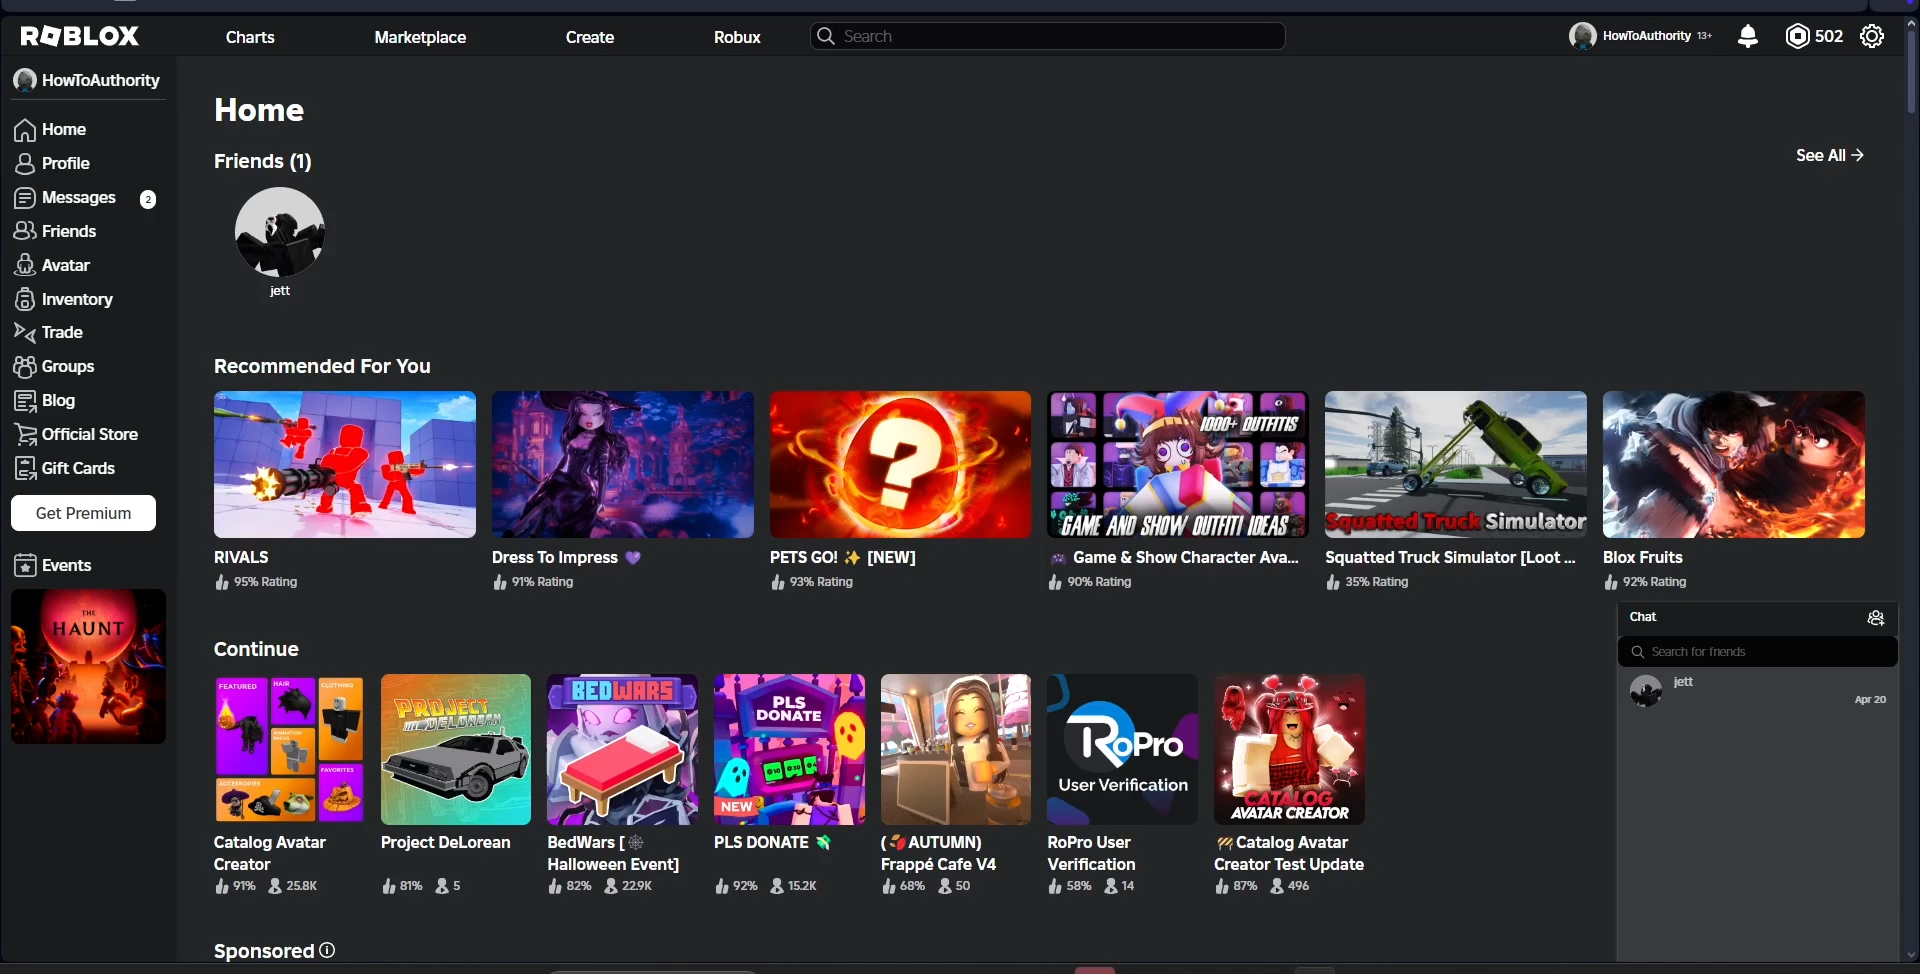 ROBLOX
Charts
Marketplace
Create
Robux
Search
HowToAuthority 13+
502
HowToAuthority
Home
Profile
Messages 2
Friends
Avatar
Inventory
Trade
Groups
Blog
Official Store
Gift Cards
Get Premium
Events
THE
HAUNT
Home
Friends (1)
See All
jett
Recommended For You
1000+ OUTFITIS
GAME AND SHOW OUTFITI IDEAS
Squatted Truck Simulator
RIVALS
95% Rating
Dress To Impress 💜
91% Rating
PETS GO! ✨ [NEW]
93% Rating
🎮 Game & Show Character Ava...
90% Rating
Squatted Truck Simulator [Loot ...
35% Rating
Blox Fruits
92% Rating
Continue
FEATURED
HAIR
CLOTHING
ANIMATION
PACKS
ACCESSORIES
FAVORITES
PROJECT
DELOREAN
BEDWARS
PLS
DONATE
NEW
RoPro
User Verification
CATALOG
AVATAR CREATOR
Catalog Avatar
Creator
91% 25.8K
Project DeLorean
81% 5
BedWars [🕸️
Halloween Event]
82% 22.9K
PLS DONATE 💸
92% 15.2K
(🍂AUTUMN)
Frappé Cafe V4
68% 50
RoPro User
Verification
58% 14
🚧Catalog Avatar
Creator Test Update
87% 496
Sponsored
Chat
Search for friends
jett
Apr 20